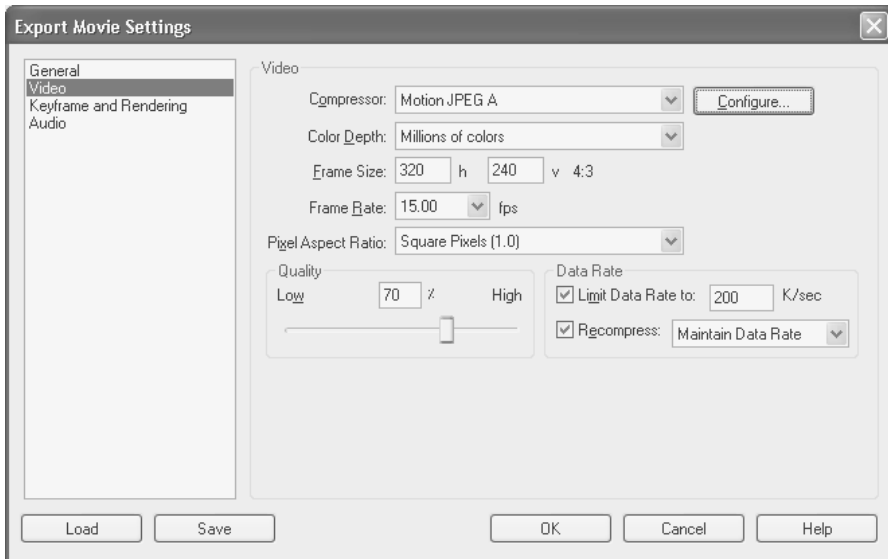 Export Movie Settings
General
Video
Keyframe and Rendering
Audio
Video
Compressor: Motion JPEG A Configure...
Color Depth: Millions of colors
Frame Size: 320 h 240 v 4:3
Frame Rate: 15.00 fps
Pixel Aspect Ratio: Square Pixels (1.0)
Quality
Low 70 % High
Data Rate
Limit Data Rate to: 200 K/sec
Recompress: Maintain Data Rate
Load Save OK Cancel Help